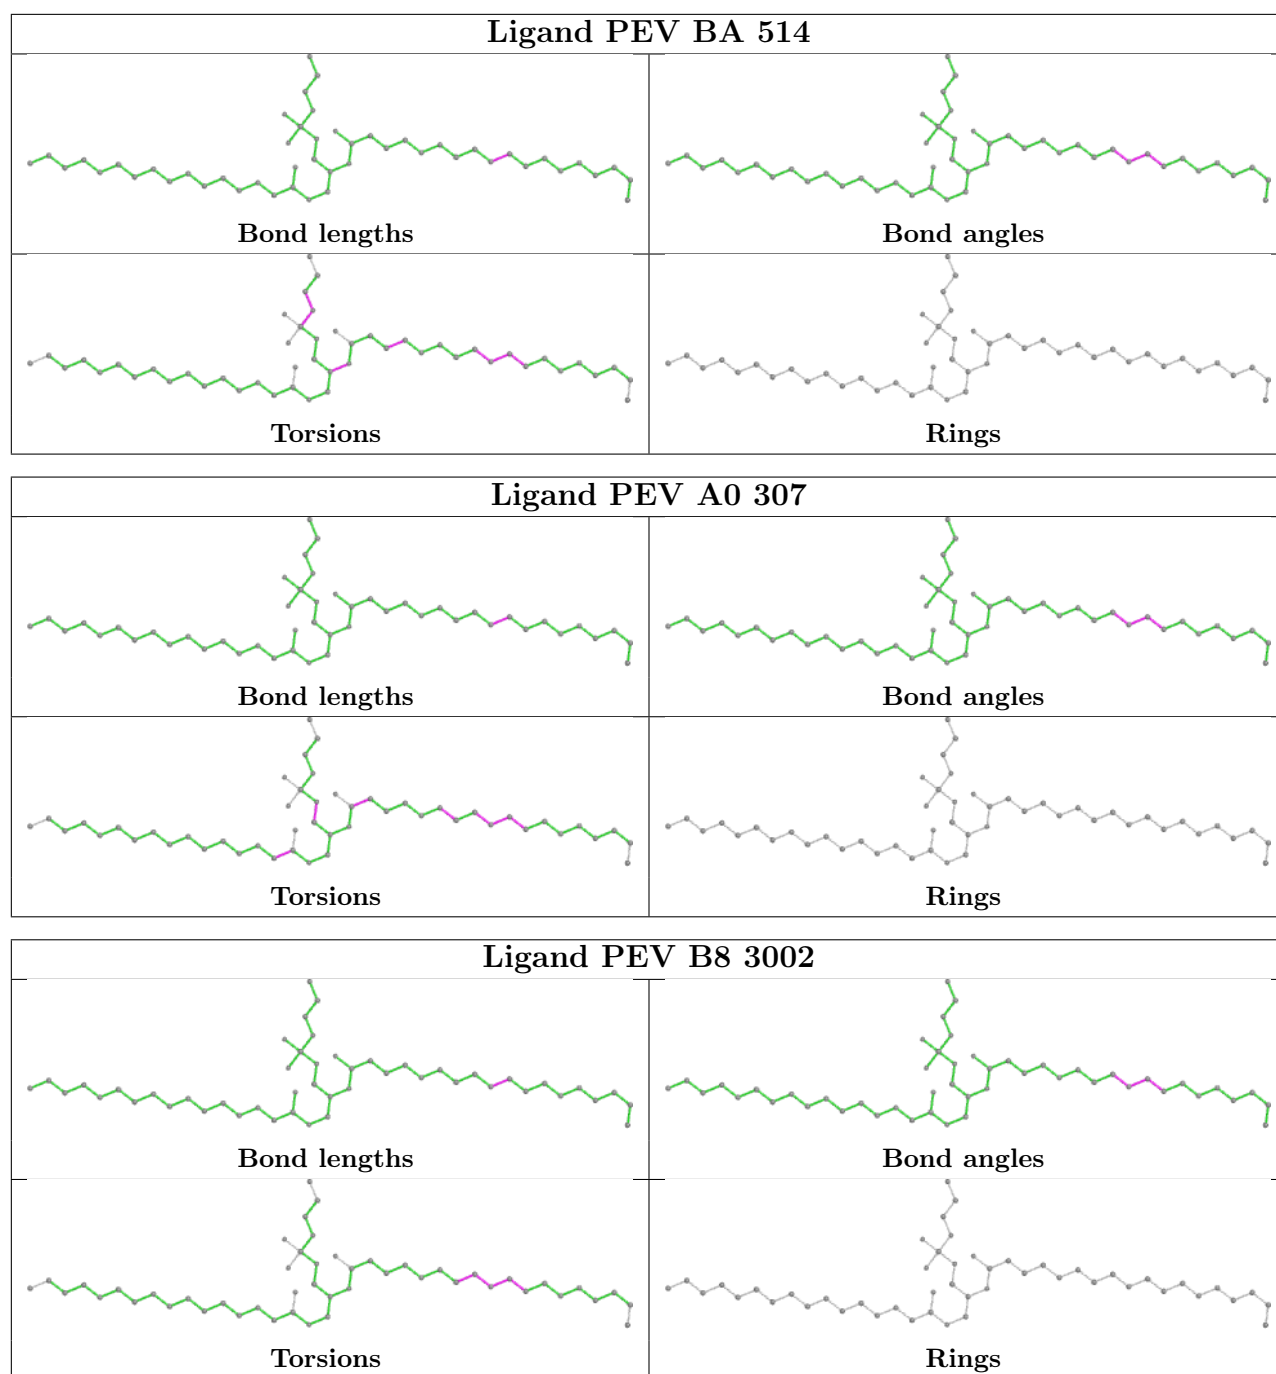 Ligand PEV BA 514
Bond lengths
Bond angles
Torsions
Rings
Ligand PEV A0 307
Bond lengths
Bond angles
Torsions
Rings
Ligand PEV B8 3002
Bond lengths
Bond angles
Torsions
Rings